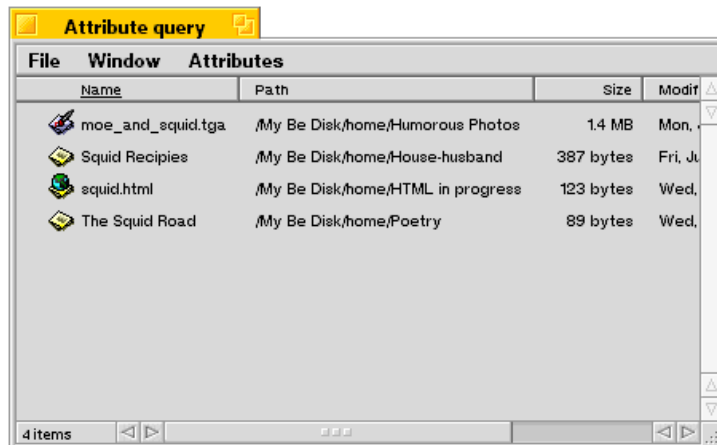 Attribute query
File Window Attributes
Name Path Size Modif
moe_and_squid.tga /My Be Disk/home/Humorous Photos 1.4 MB Mon,
Squid Recipies /My Be Disk/home/House-husband 387 bytes Fri, Ju
squid.html /My Be Disk/home/HTML in progress 123 bytes Wed,
The Squid Road /My Be Disk/home/Poetry 89 bytes Wed,
4 items